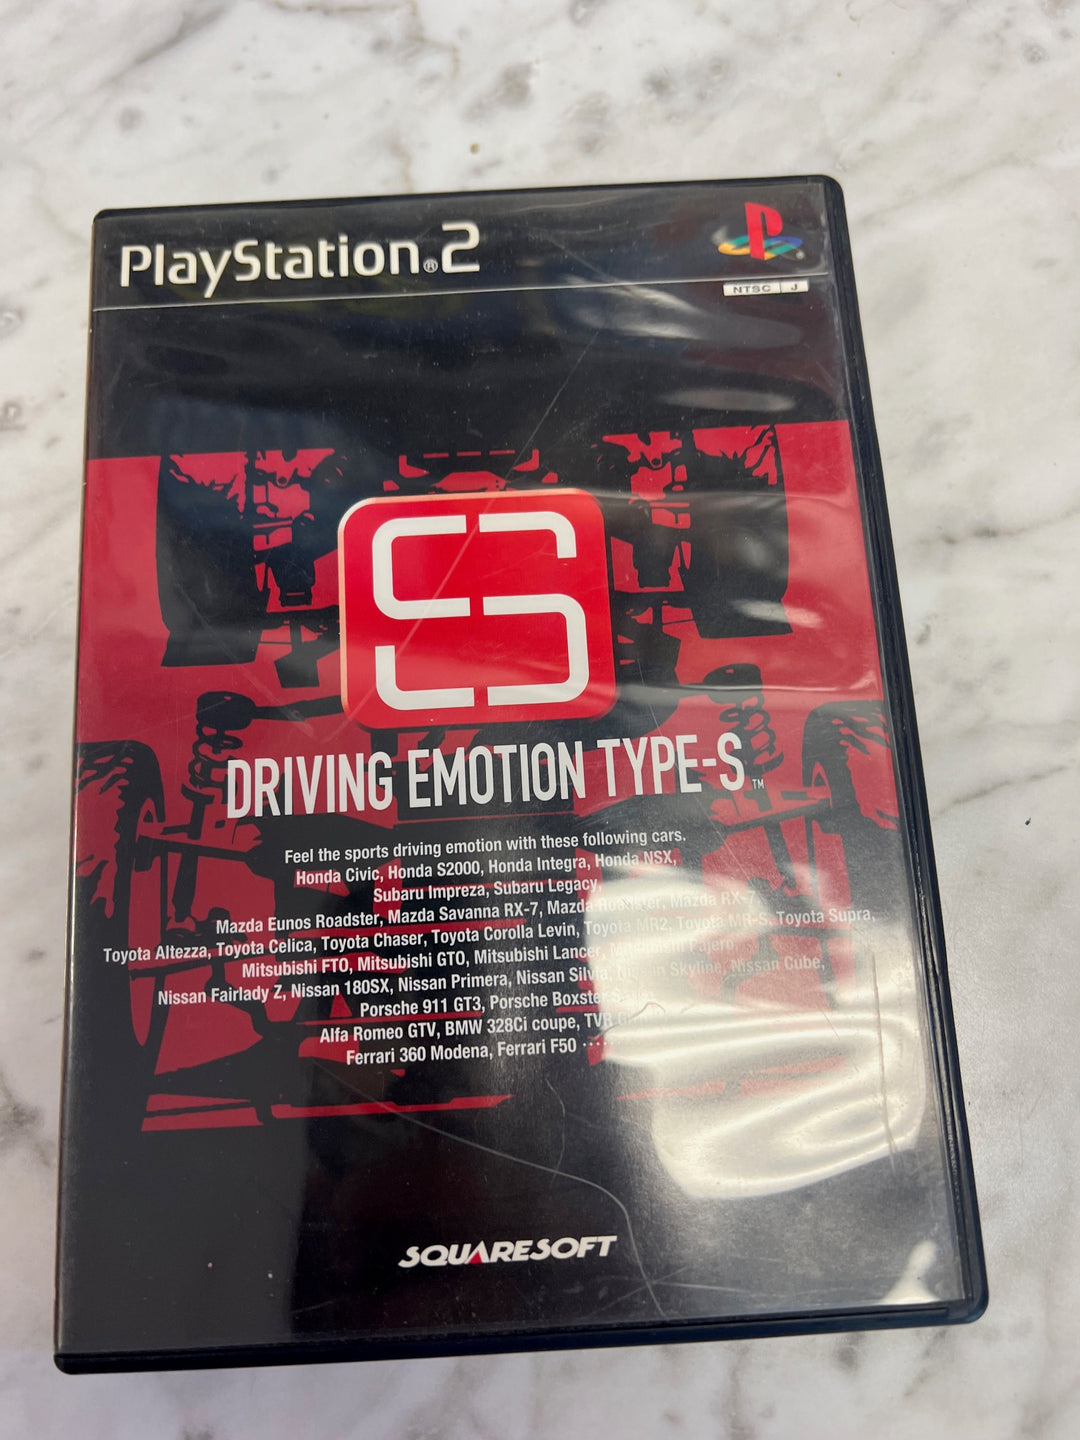 PlayStation®2
NTSC J
DRIVING EMOTION TYPE-S™
Feel the sports driving emotion with these following cars.
Honda Civic, Honda S2000, Honda Integra, Honda NSX,
Subaru Impreza, Subaru Legacy,
Mazda Eunos Roadster, Mazda Savanna RX-7, Mazda Mazda RX-7,
Toyota Altezza, Toyota Celica, Toyota Chaser, Toyota Corolla Levin, Toyota MR2, Toyota MR-S, Toyota Supra,
Mitsubishi FTO, Mitsubishi GTO, Mitsubishi Lancer, Pajero,
Nissan Fairlady Z, Nissan 180SX, Nissan Primera, Nissan Silvia, Nissan Skyline, Nissan Cube,
Porsche 911 GT3, Porsche Boxster
Alfa Romeo GTV, BMW 328Ci coupe, TVR
Ferrari 360 Modena, Ferrari F50 ····
SQUARESOFT